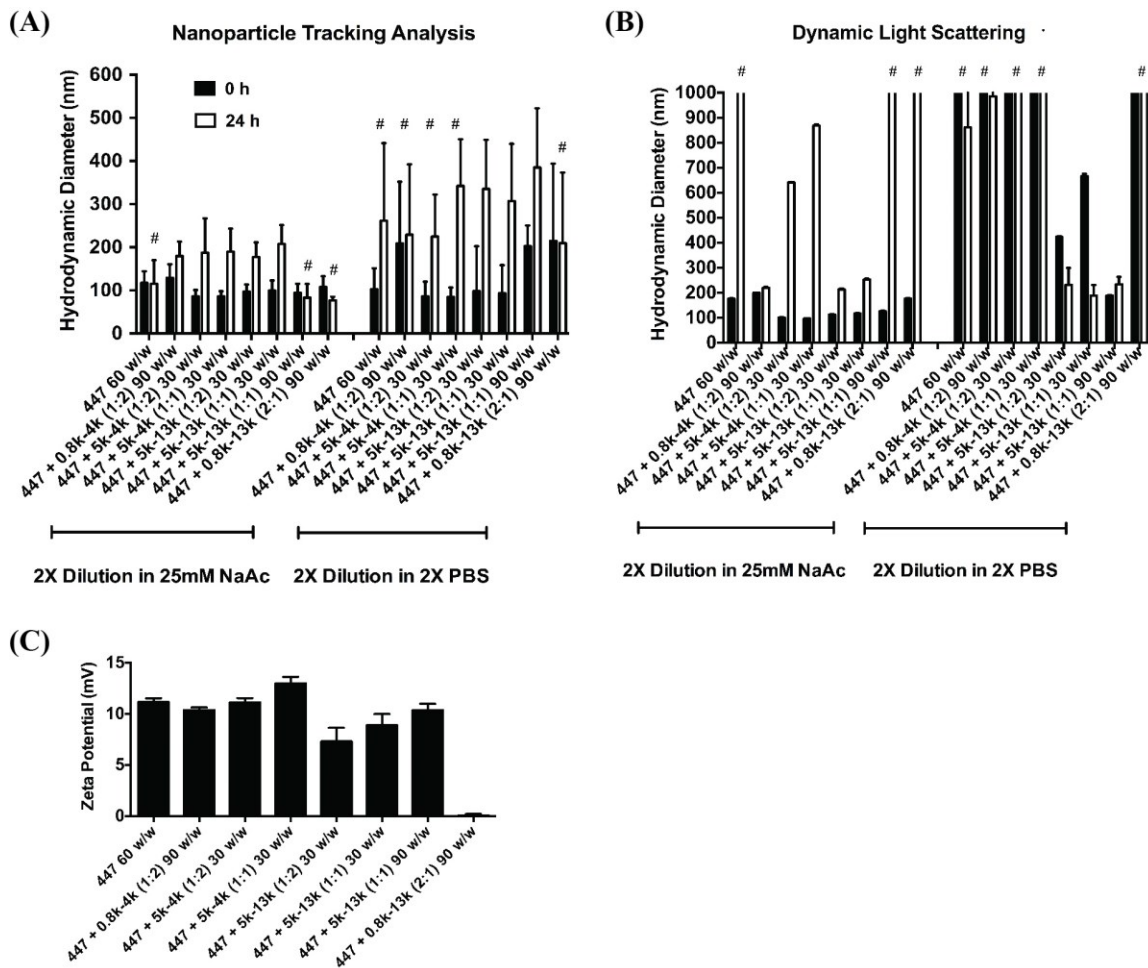 (A)
Nanoparticle Tracking Analysis
Hydrodynamic Diameter (nm)
600
500
400
300
200
100
0
0 h
24 h
#
#
#
#
#
#
#
#
447 60 w/w
447 + 0.8k-4k (1:2) 90 w/w
447 + 5k-4k (1:2) 30 w/w
447 + 5k-4k (1:1) 30 w/w
447 + 5k-13k (1:2) 30 w/w
447 + 5k-13k (1:1) 30 w/w
447 + 5k-13k (1:1) 90 w/w
447 + 0.8k-13k (2:1) 90 w/w
447 60 w/w
447 + 0.8k-4k (1:2) 90 w/w
447 + 5k-4k (1:2) 30 w/w
447 + 5k-4k (1:1) 30 w/w
447 + 5k-13k (1:2) 30 w/w
447 + 5k-13k (1:1) 30 w/w
447 + 5k-13k (1:1) 90 w/w
447 + 0.8k-13k (2:1) 90 w/w
2X Dilution in 25mM NaAc
2X Dilution in 2X PBS
(B)
Dynamic Light Scattering
Hydrodynamic Diameter (nm)
1000
900
800
700
600
500
400
300
200
100
0
#
#
#
#
#
#
#
#
447 60 w/w
447 + 0.8k-4k (1:2) 90 w/w
447 + 5k-4k (1:2) 30 w/w
447 + 5k-4k (1:1) 30 w/w
447 + 5k-13k (1:2) 30 w/w
447 + 5k-13k (1:1) 30 w/w
447 + 5k-13k (1:1) 90 w/w
447 + 0.8k-13k (2:1) 90 w/w
447 60 w/w
447 + 0.8k-4k (1:2) 90 w/w
447 + 5k-4k (1:2) 30 w/w
447 + 5k-4k (1:1) 30 w/w
447 + 5k-13k (1:2) 30 w/w
447 + 5k-13k (1:1) 30 w/w
447 + 5k-13k (1:1) 90 w/w
447 + 0.8k-13k (2:1) 90 w/w
2X Dilution in 25mM NaAc
2X Dilution in 2X PBS
(C)
Zeta Potential (mV)
15
10
5
0
447 60 w/w
447 + 0.8k-4k (1:2) 90 w/w
447 + 5k-4k (1:2) 30 w/w
447 + 5k-4k (1:1) 30 w/w
447 + 5k-13k (1:2) 30 w/w
447 + 5k-13k (1:1) 30 w/w
447 + 5k-13k (1:1) 90 w/w
447 + 0.8k-13k (2:1) 90 w/w